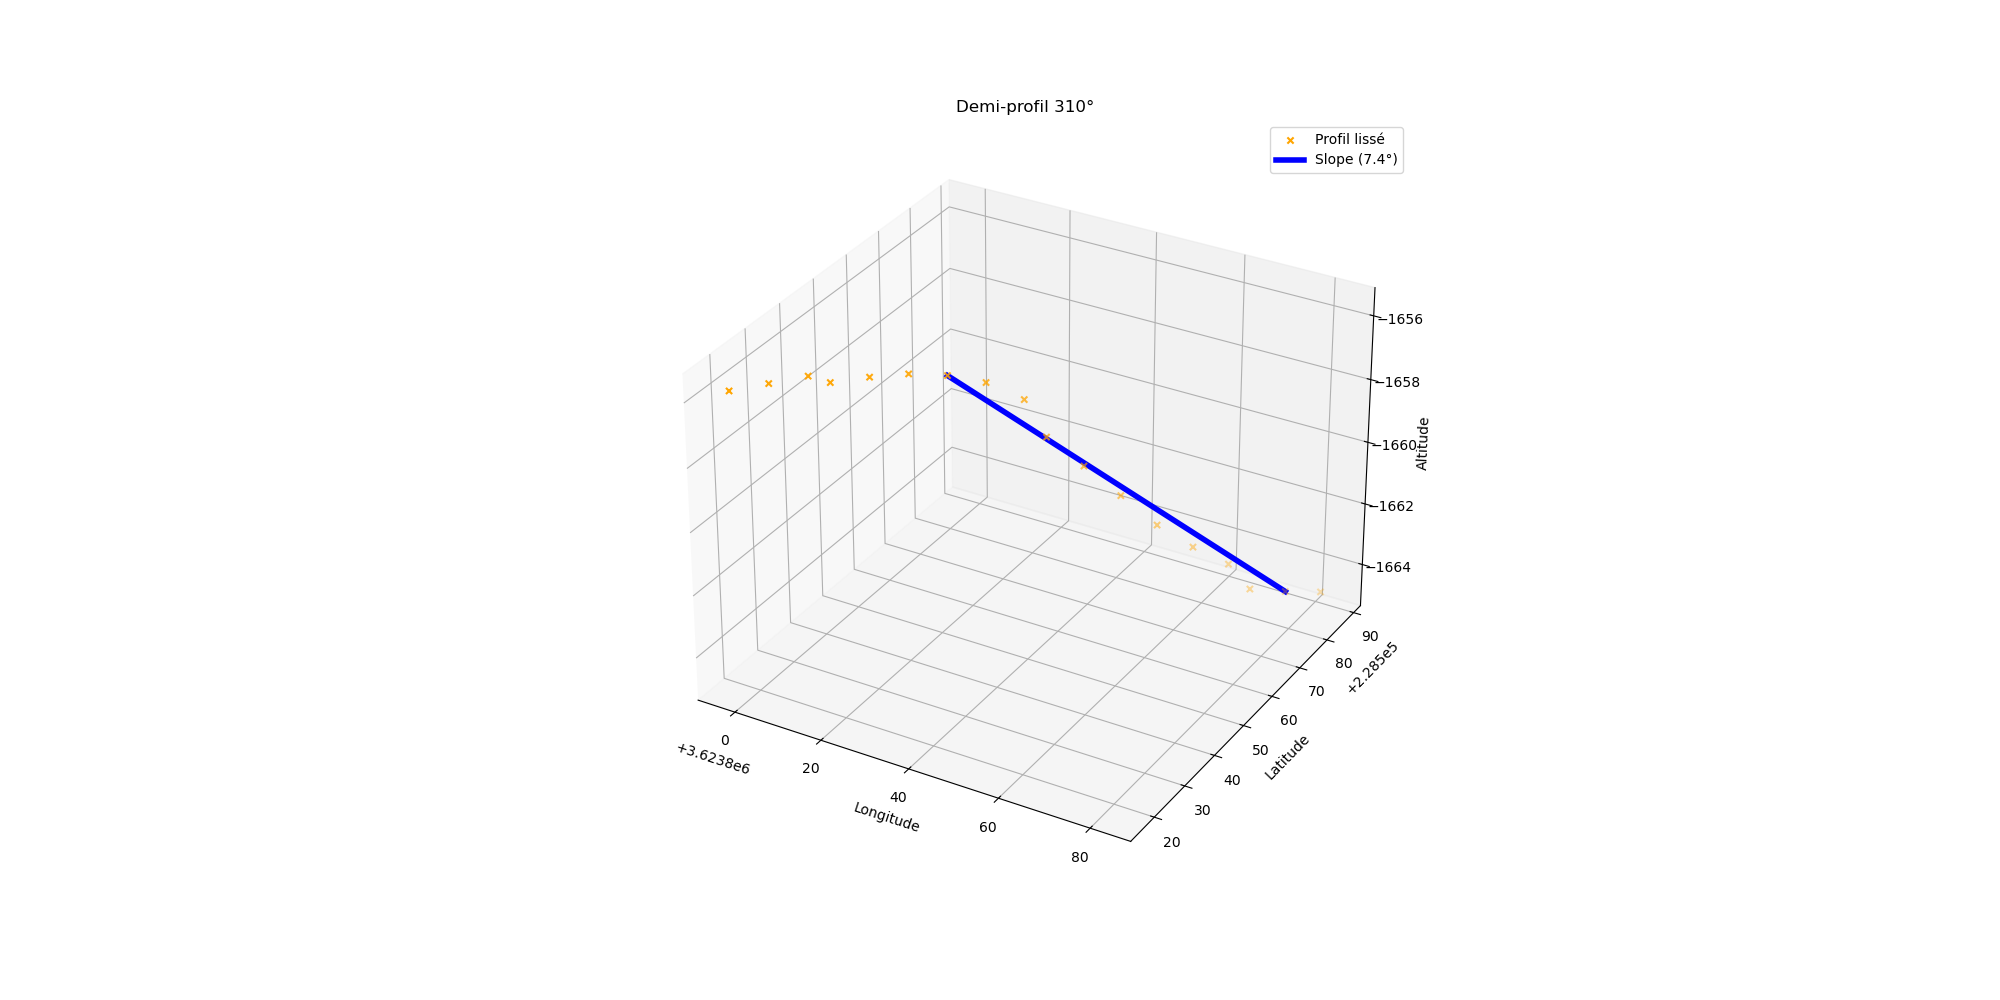 Demi-profil 310°
Profil lissé
Slope (7.4°)
−1656
−1658
−1660
−1662
−1664
Altitude
90
80
70
60
50
40
30
20
+2.285e5
Latitude
0
20
40
60
80
+3.6238e6
Longitude